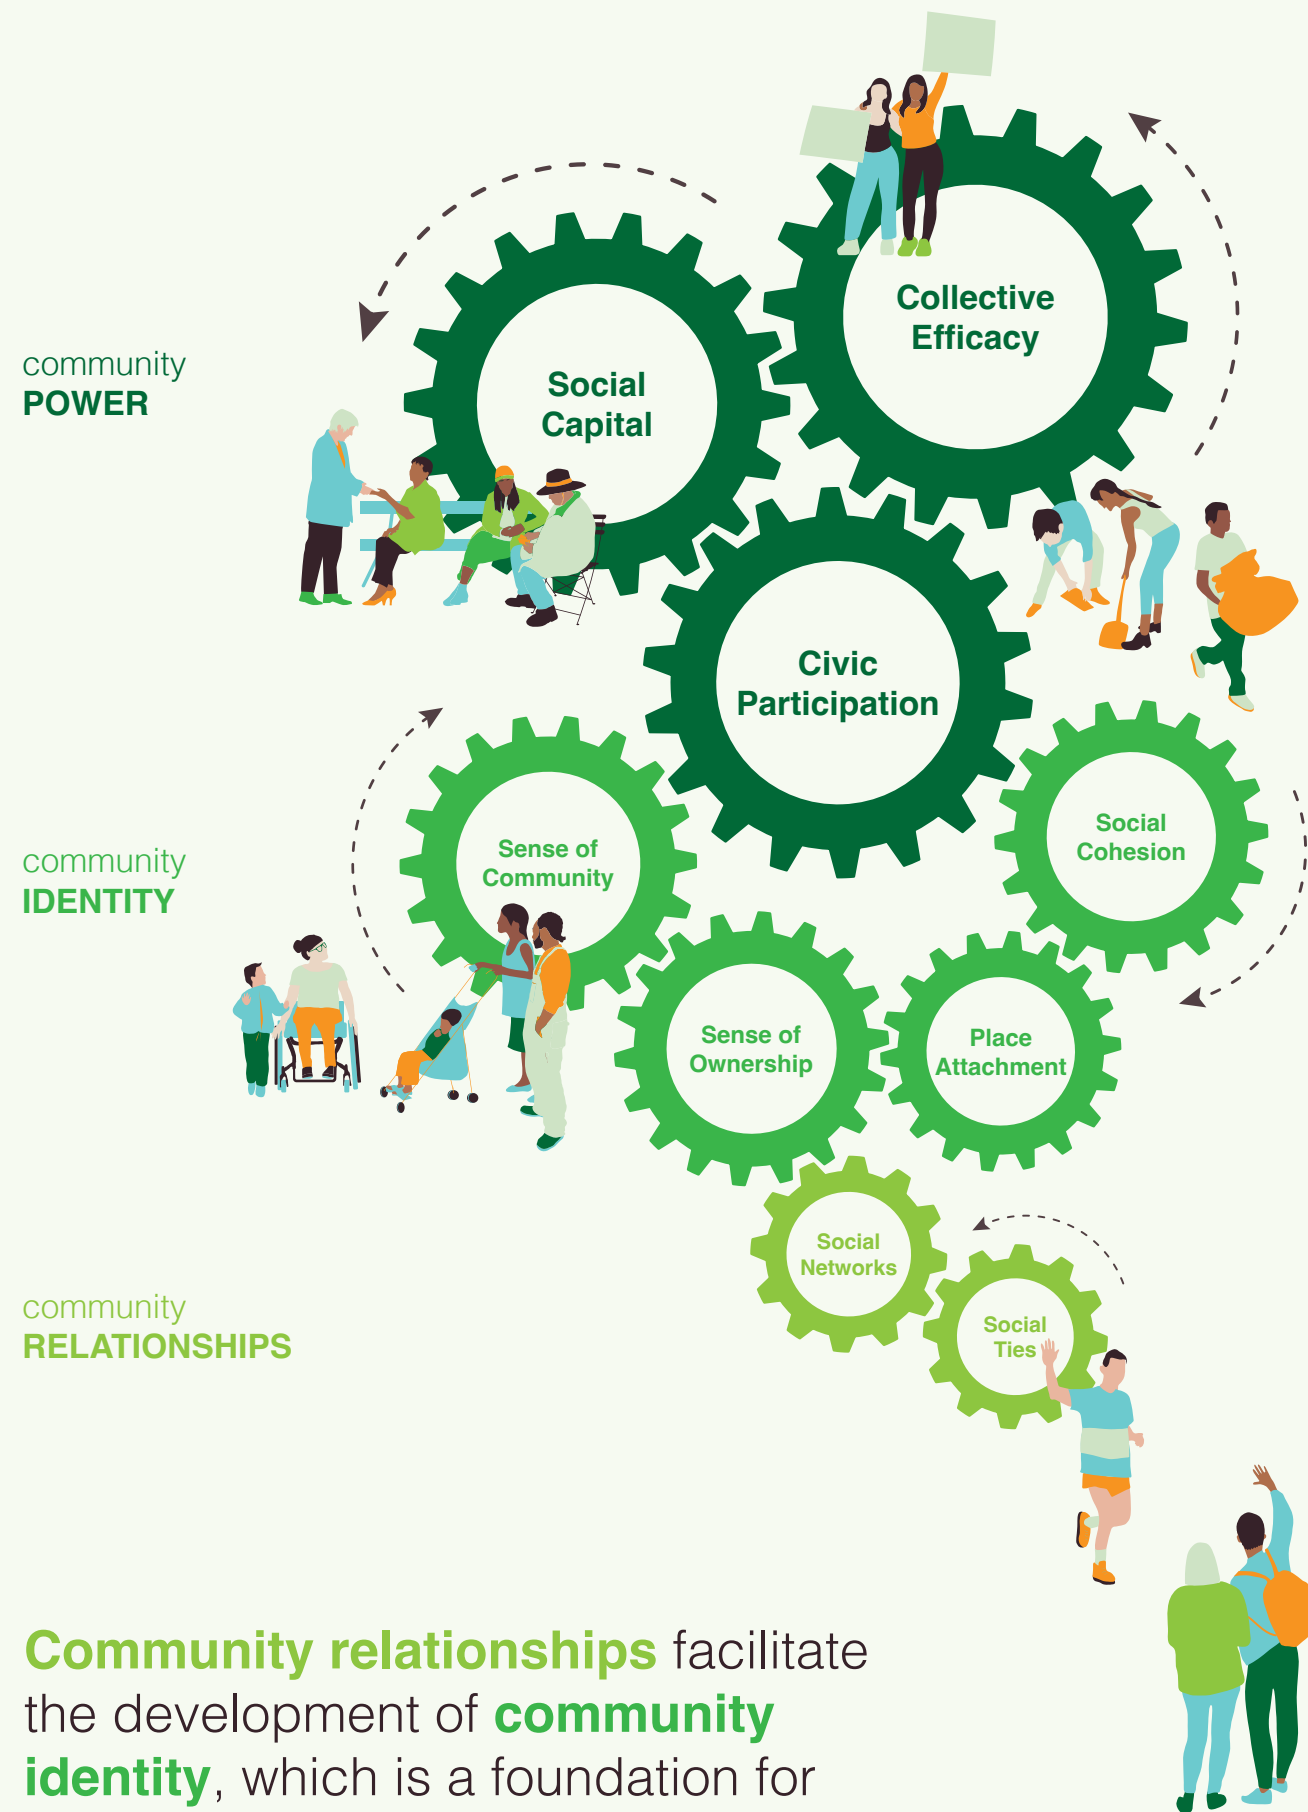 Collective
Efficacy
Social
Capital
community
POWER
Civic
Participation
Social
Cohesion
Sense of
Community
community
IDENTITY
Sense of
Ownership
Place
Attachment
Social
Networks
Social
Ties
community
RELATIONSHIPS
Community relationships facilitate
the development of community
identity, which is a foundation for